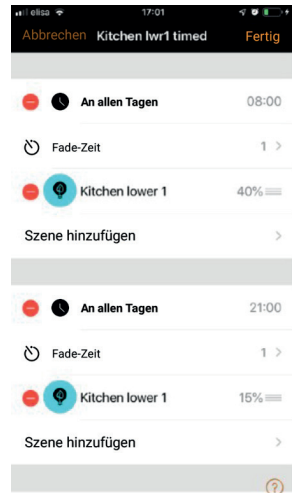 elisa 17:01
Abbrechen Kitchen lwr1 timed Fertig
An allen Tagen 08:00
Fade-Zeit 1 >
Kitchen lower 1 40%
Szene hinzufügen >
An allen Tagen 21:00
Fade-Zeit 1 >
Kitchen lower 1 15%
Szene hinzufügen >
?